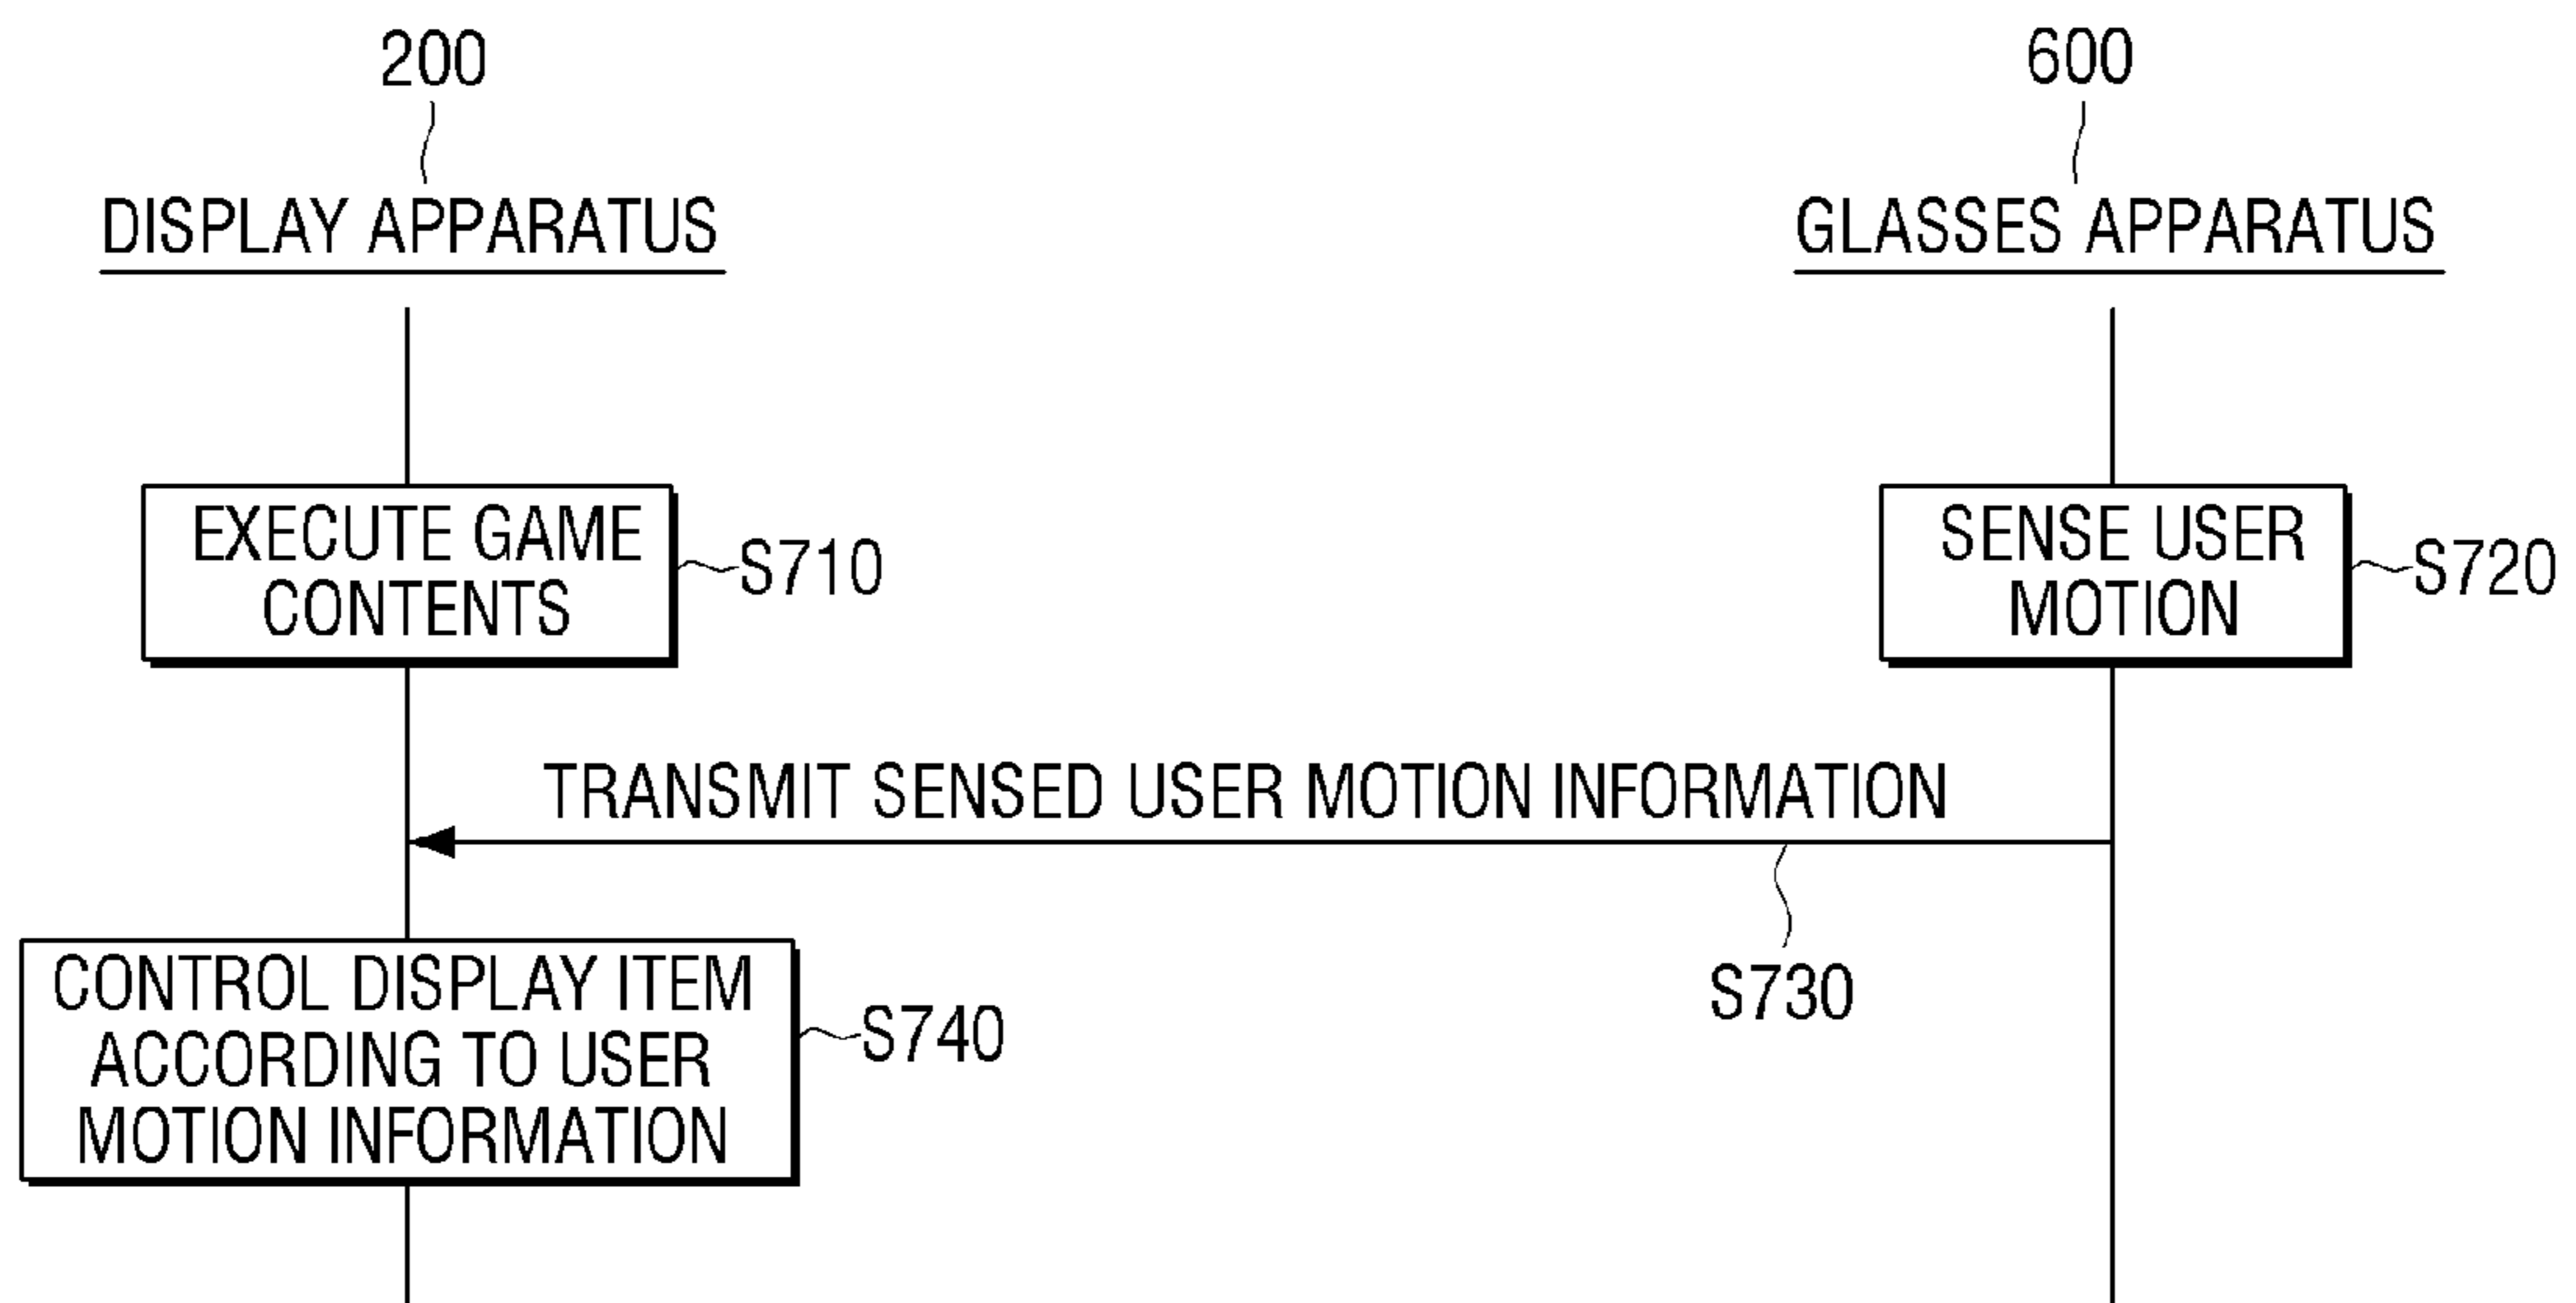 200
600
DISPLAY APPARATUS
GLASSES APPARATUS
EXECUTE GAME
CONTENTS
S710
SENSE USER
MOTION
S720
TRANSMIT SENSED USER MOTION INFORMATION
S730
CONTROL DISPLAY ITEM
ACCORDING TO USER
MOTION INFORMATION
S740